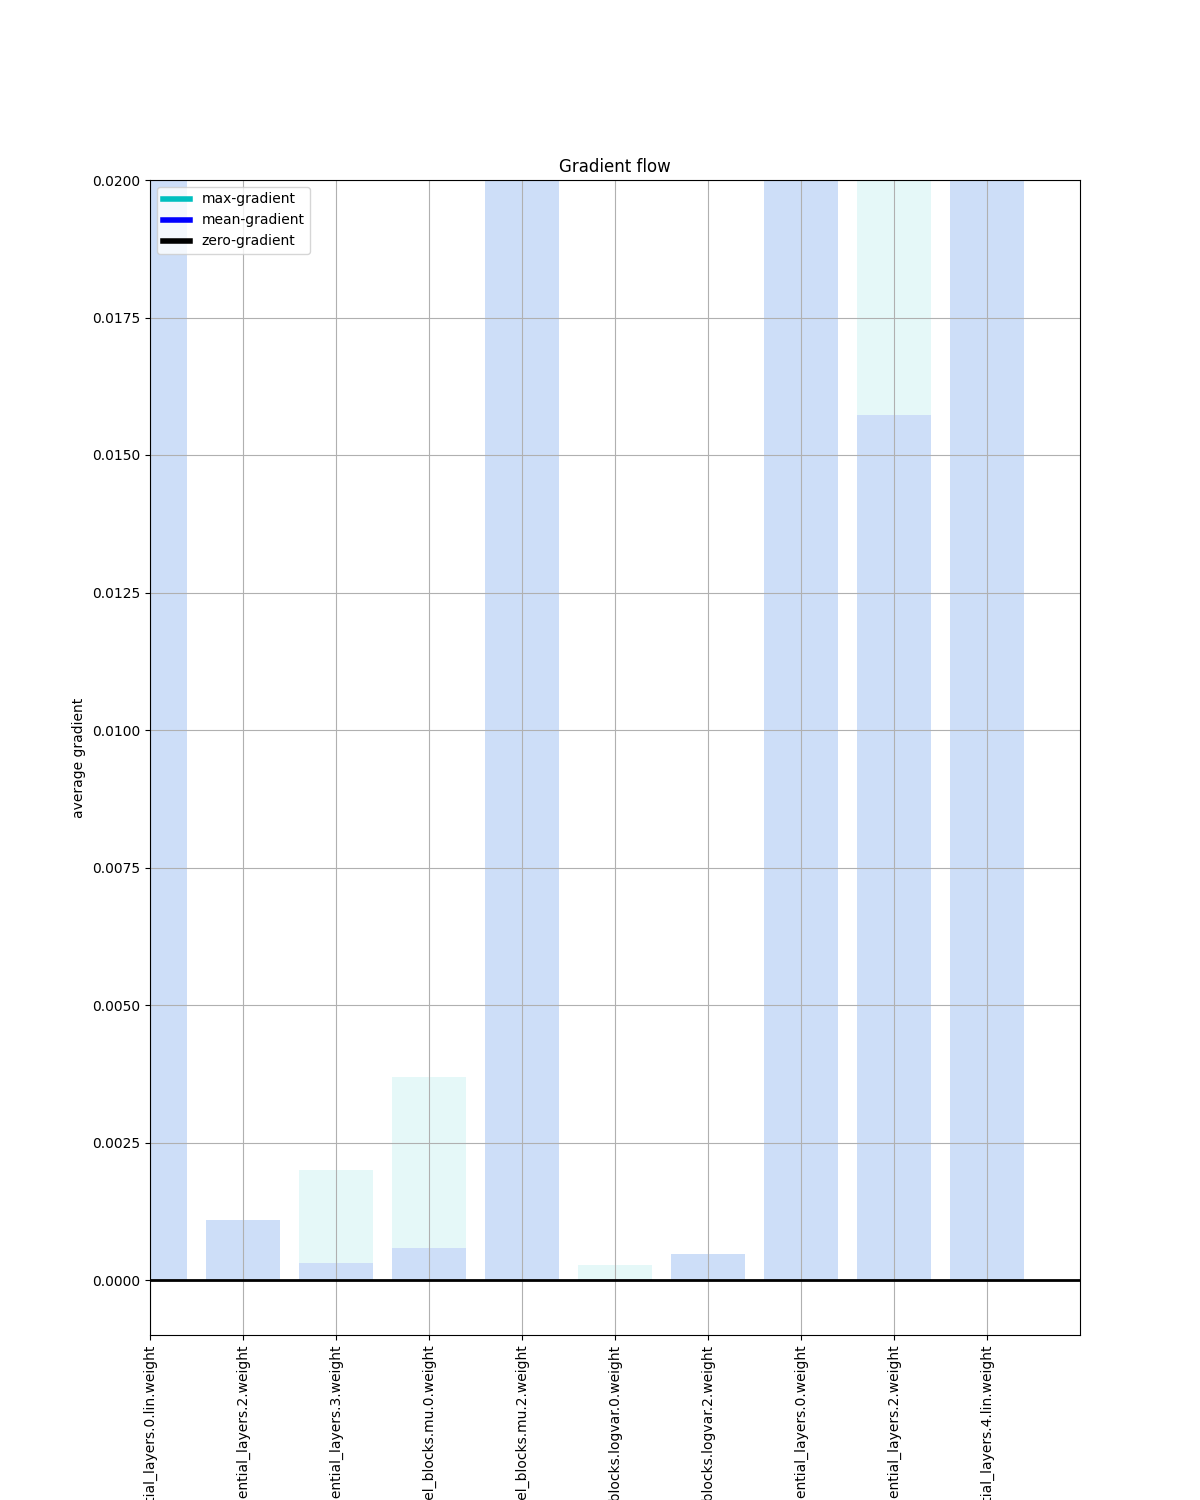 Gradient flow
max-gradient
mean-gradient
zero-gradient
0.0200
0.0175
0.0150
0.0125
0.0100
0.0075
0.0050
0.0025
0.0000
average gradient
tial_layers.0.lin.weight
ential_layers.2.weight
ential_layers.3.weight
el_blocks.mu.0.weight
el_blocks.mu.2.weight
blocks.logvar.0.weight
blocks.logvar.2.weight
ential_layers.0.weight
ential_layers.2.weight
tial_layers.4.lin.weight